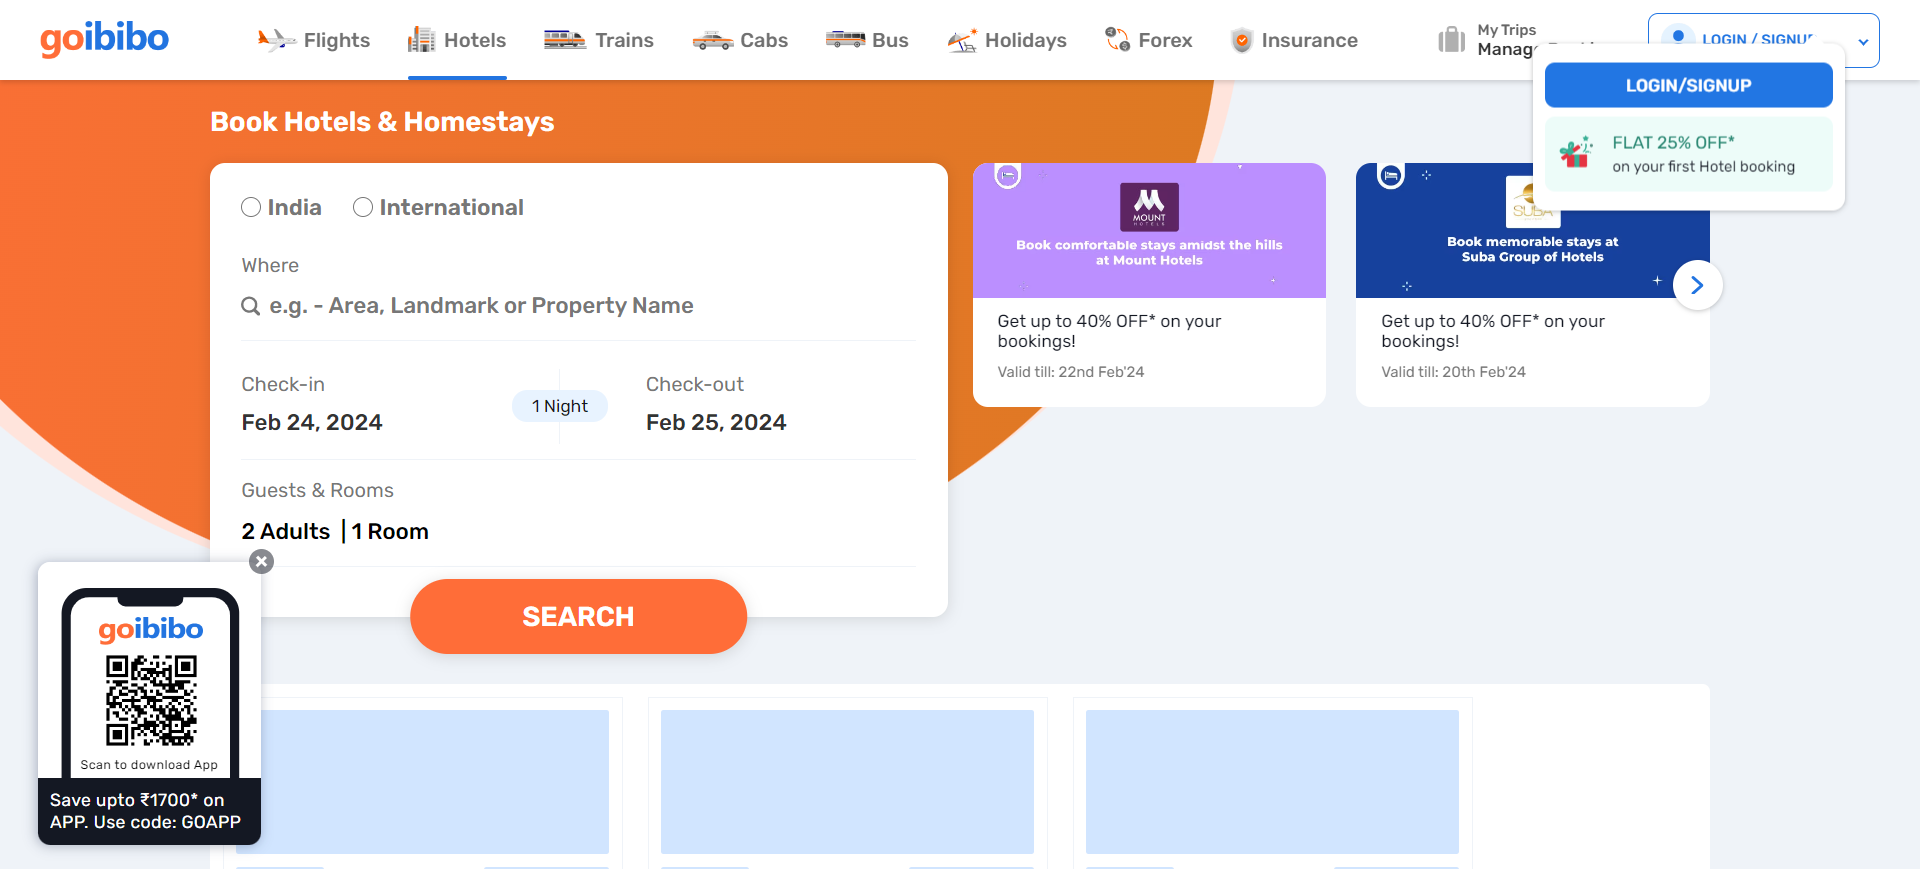 goibibo
Flights
Hotels
Trains
Cabs
Bus
Holidays
Forex
Insurance
My Trips
LOGIN / SIGNUP
LOGIN/SIGNUP
FLAT 25% OFF*
on your first Hotel booking
Book Hotels & Homestays
India
International
Where
e.g. - Area, Landmark or Property Name
Check-in
Feb 24, 2024
1 Night
Check-out
Feb 25, 2024
Guests & Rooms
2 Adults | 1 Room
SEARCH
MOUNT
HOTELS
Book comfortable stays amidst the hills
at Mount Hotels
Get up to 40% OFF* on your
bookings!
Valid till: 22nd Feb'24
SUBA
Book memorable stays at
Suba Group of Hotels
Get up to 40% OFF* on your
bookings!
Valid till: 20th Feb'24
goibibo
Scan to download App
Save upto ₹1700* on
APP. Use code: GOAPP